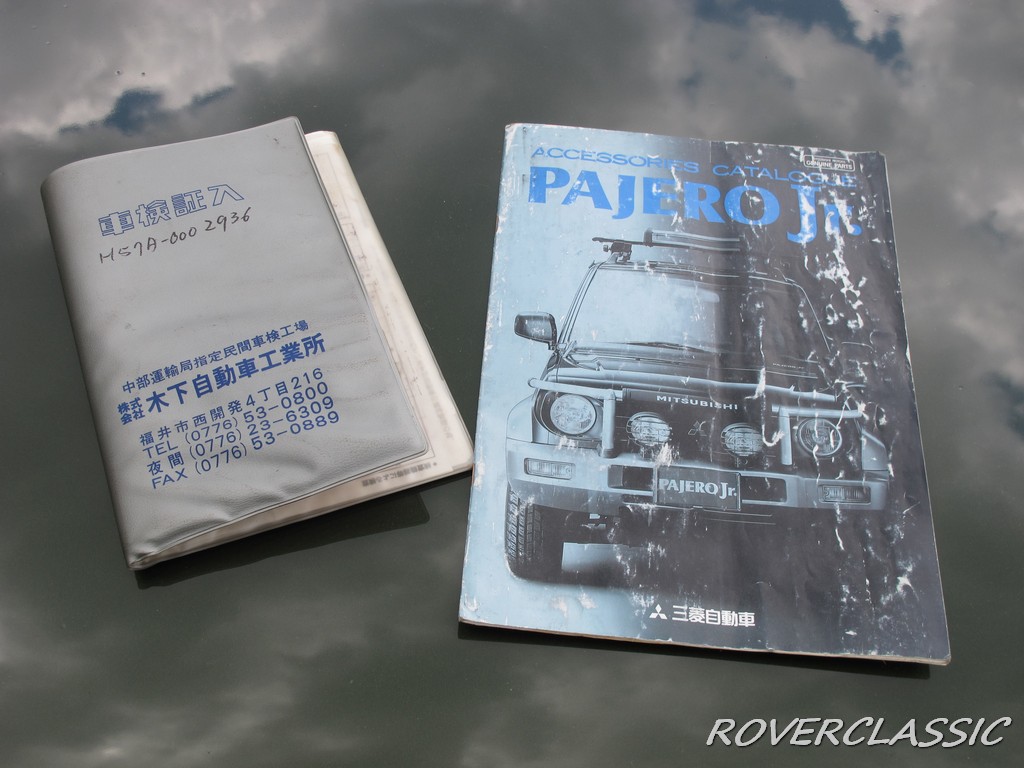 車検証入
H57A-0002936
中部運輸局指定民間車検工場
株式会社 木下自動車工業所
福井市西開発4丁目216
TEL (0776) 53-0800
夜間 (0776) 23-6309
FAX (0776) 53-0889
ACCESSORIES CATALOGUE
GENUINE PARTS
PAJERO Jr.
MITSUBISHI
PAJERO Jr.
三菱自動車
ROVERCLASSIC